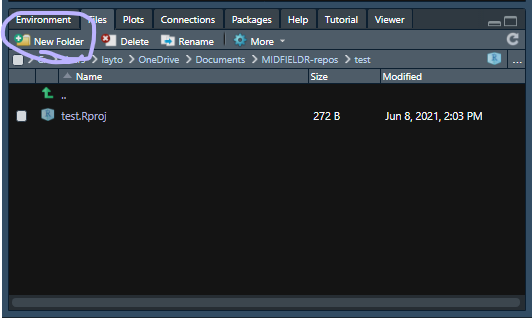 Environment Files Plots Connections Packages Help Tutorial Viewer
New Folder Delete Rename More
layto OneDrive Documents MIDFIELDR-repos test ...
Name Size Modified
..
test.Rproj 272 B Jun 8, 2021, 2:03 PM